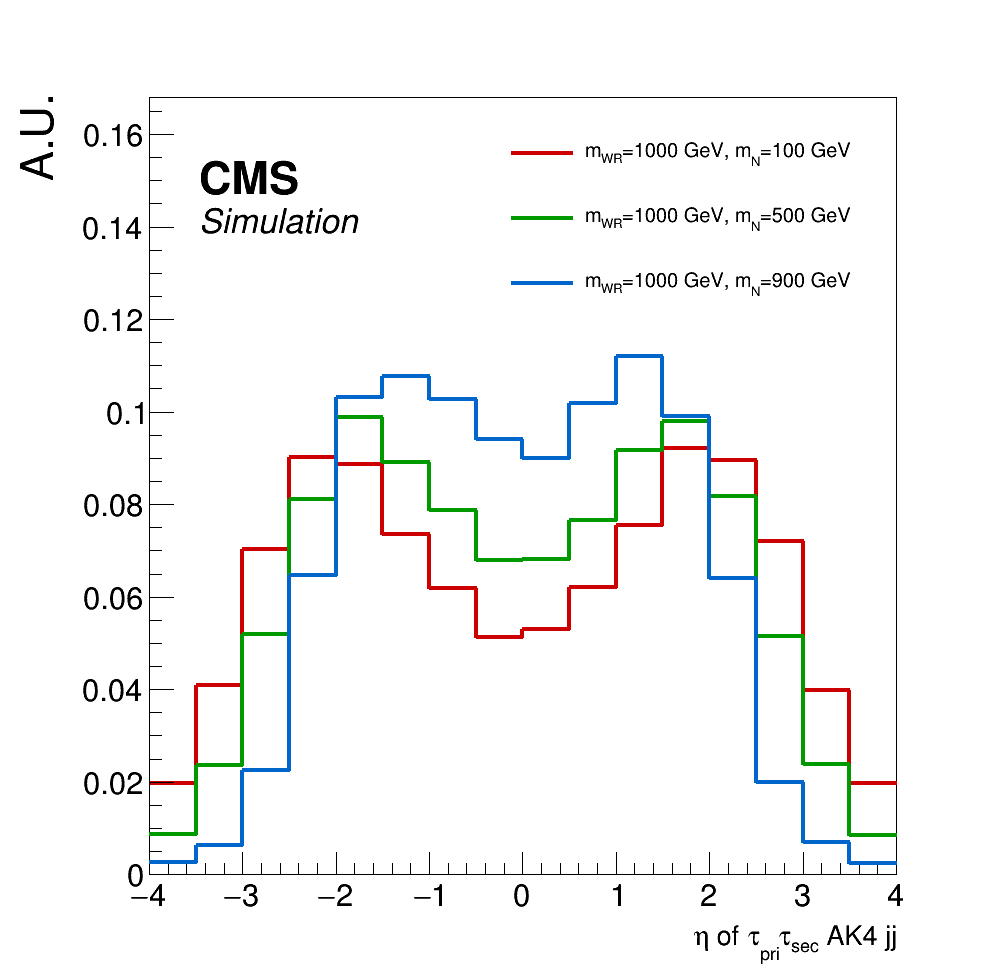 A.U.
0.16
0.14
0.12
0.1
0.08
0.06
0.04
0.02
0
CMS
Simulation
m_WR=1000 GeV, m_N=100 GeV
m_WR=1000 GeV, m_N=500 GeV
m_WR=1000 GeV, m_N=900 GeV
−4 −3 −2 −1 0 1 2 3 4
η of τ_pri τ_sec AK4 jj